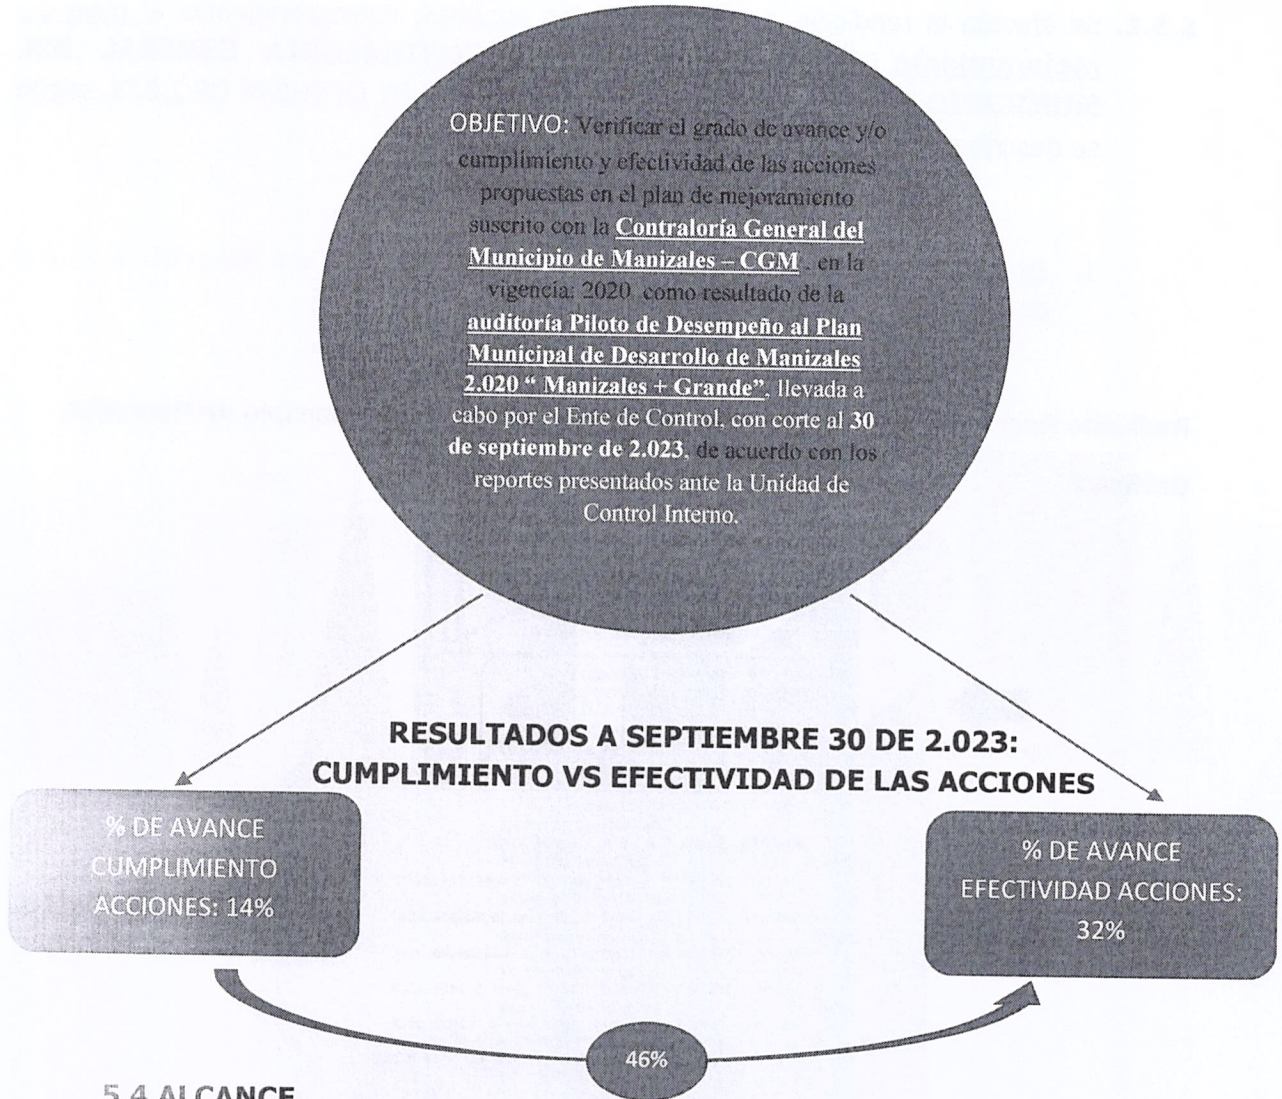 OBJETIVO: Verificar el grado de avance y/o
cumplimiento y efectividad de las acciones
propuestas en el plan de mejoramiento
suscrito con la Contraloría General del
Municipio de Manizales – CGM , en la
vigencia: 2020 como resultado de la
auditoría Piloto de Desempeño al Plan
Municipal de Desarrollo de Manizales
2.020 “ Manizales + Grande”, llevada a
cabo por el Ente de Control, con corte al 30
de septiembre de 2.023, de acuerdo con los
reportes presentados ante la Unidad de
Control Interno.
RESULTADOS A SEPTIEMBRE 30 DE 2.023:
CUMPLIMIENTO VS EFECTIVIDAD DE LAS ACCIONES
% DE AVANCE
CUMPLIMIENTO
ACCIONES: 14%
% DE AVANCE
EFECTIVIDAD ACCIONES:
32%
46%
5.4 ALCANCE